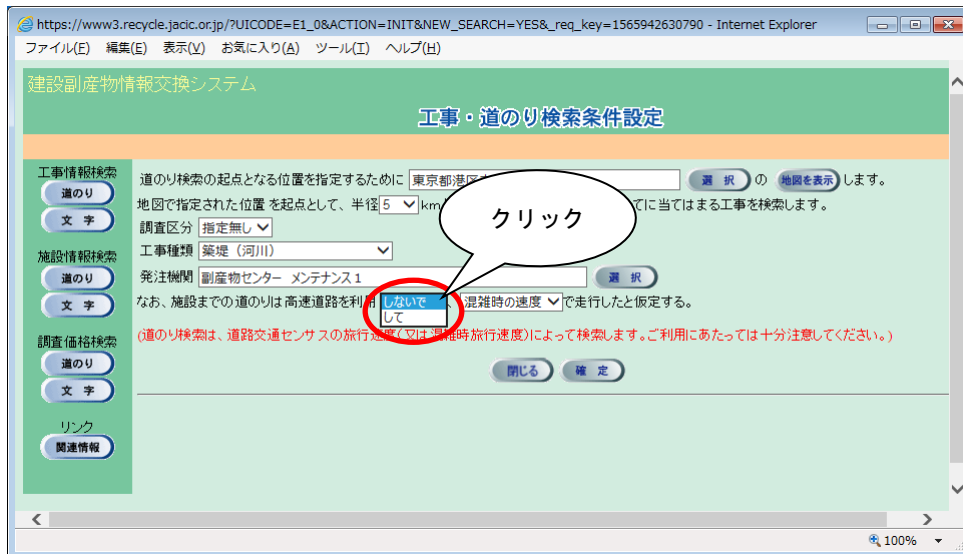 https://www3.recycle.jacic.or.jp/?UICODE=E1_0&ACTION=INIT&NEW_SEARCH=YES&_req_key=1565942630790 - Internet Explorer
ファイル(F) 編集(E) 表示(V) お気に入り(A) ツール(T) ヘルプ(H)
建設副産物情報交換システム
工事・道のり検索条件設定
工事情報検索
道のり
文 字
施設情報検索
道のり
文 字
調査価格検索
道のり
文 字
リンク
関連情報
道のり検索の起点となる位置を指定するために 東京都港区 選 択 の 地図を表示 します。
地図で指定された位置 を起点として、半径 5 km てに当てはまる工事を検索します。
調査区分 指定無し
工事種類 築堤（河川）
発注機関 副産物センター メンテナンス１ 選 択
なお、施設までの道のりは高速道路を利用 しないで 、 混雑時の速度 で走行したと仮定する。
して
(道のり検索は、道路交通センサスの旅行速度(又は混雑時旅行速度)によって検索します。ご利用にあたっては十分注意してください。)
閉じる 確 定
クリック
100%